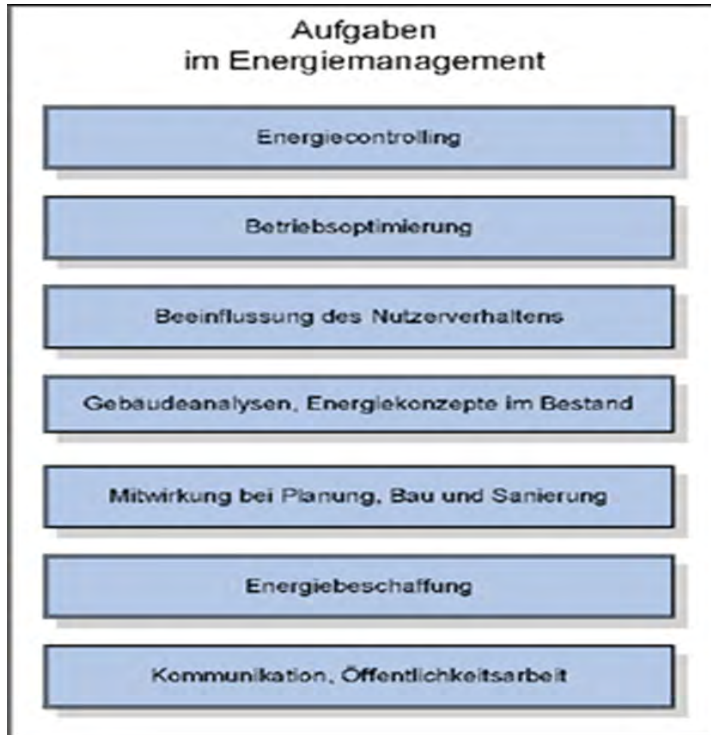 Aufgaben
im Energiemanagement
Energiecontrolling
Betriebsoptimierung
Beeinflussung des Nutzerverhaltens
Gebäudeanalysen, Energiekonzepte im Bestand
Mitwirkung bei Planung, Bau und Sanierung
Energiebeschaffung
Kommunikation, Öffentlichkeitsarbeit